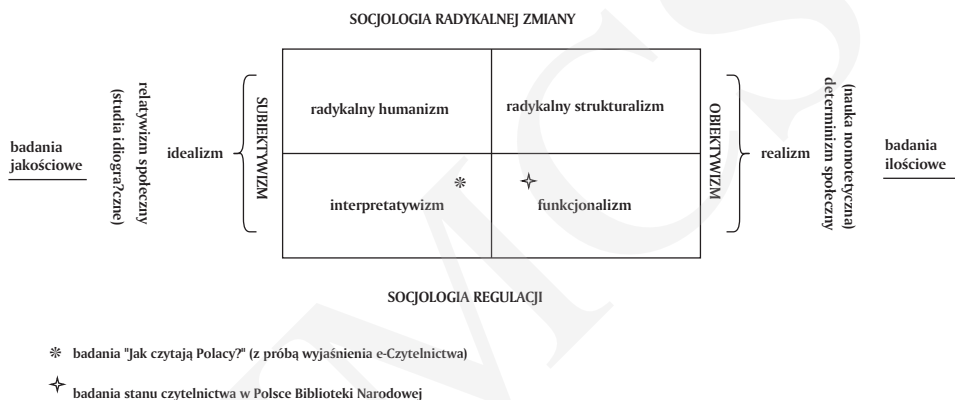 SOCJOLOGIA RADYKALNEJ ZMIANY
badania
jakościowe
relatywizm społeczny
(studia idiogra?czne)
idealizm
SUBIEKTYWIZM
radykalny humanizm
radykalny strukturalizm
interpretatywizm
funkcjonalizm
OBIEKTYWIZM
realizm
(nauka nomotetyczna)
determinizm społeczny
badania
ilościowe
SOCJOLOGIA REGULACJI
badania "Jak czytają Polacy?" (z próbą wyjaśnienia e-Czytelnictwa)
badania stanu czytelnictwa w Polsce Biblioteki Narodowej